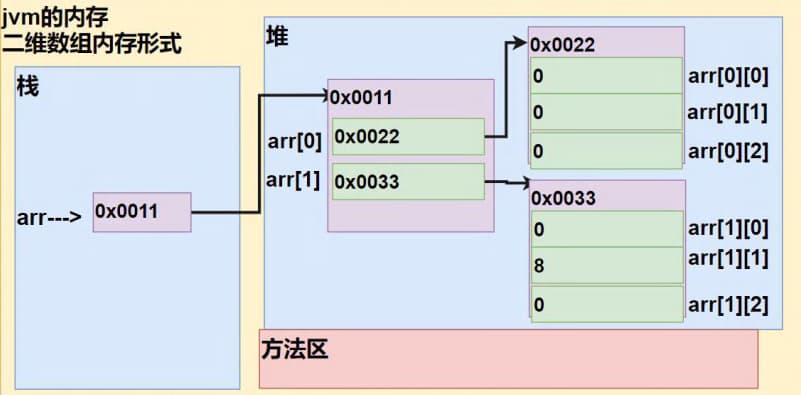 jvm的内存
二维数组内存形式
栈
arr--->
0x0011
堆
0x0011
arr[0]
0x0022
arr[1]
0x0033
0x0022
0
arr[0][0]
0
arr[0][1]
0
arr[0][2]
0x0033
0
arr[1][0]
8
arr[1][1]
0
arr[1][2]
方法区